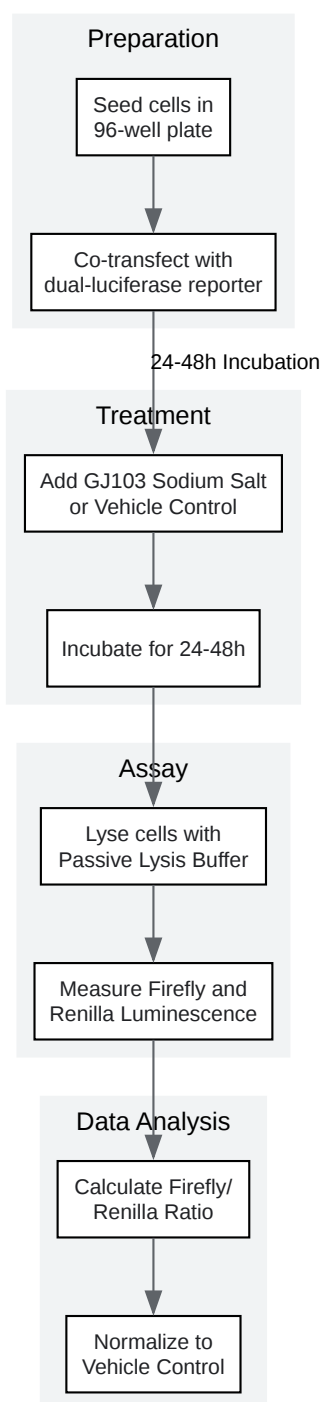 Preparation
Seed cells in
96-well plate
Co-transfect with
dual-luciferase reporter
24-48h Incubation
Treatment
Add GJ103 Sodium Salt
or Vehicle Control
Incubate for 24-48h
Assay
Lyse cells with
Passive Lysis Buffer
Measure Firefly and
Renilla Luminescence
Data Analysis
Calculate Firefly/
Renilla Ratio
Normalize to
Vehicle Control